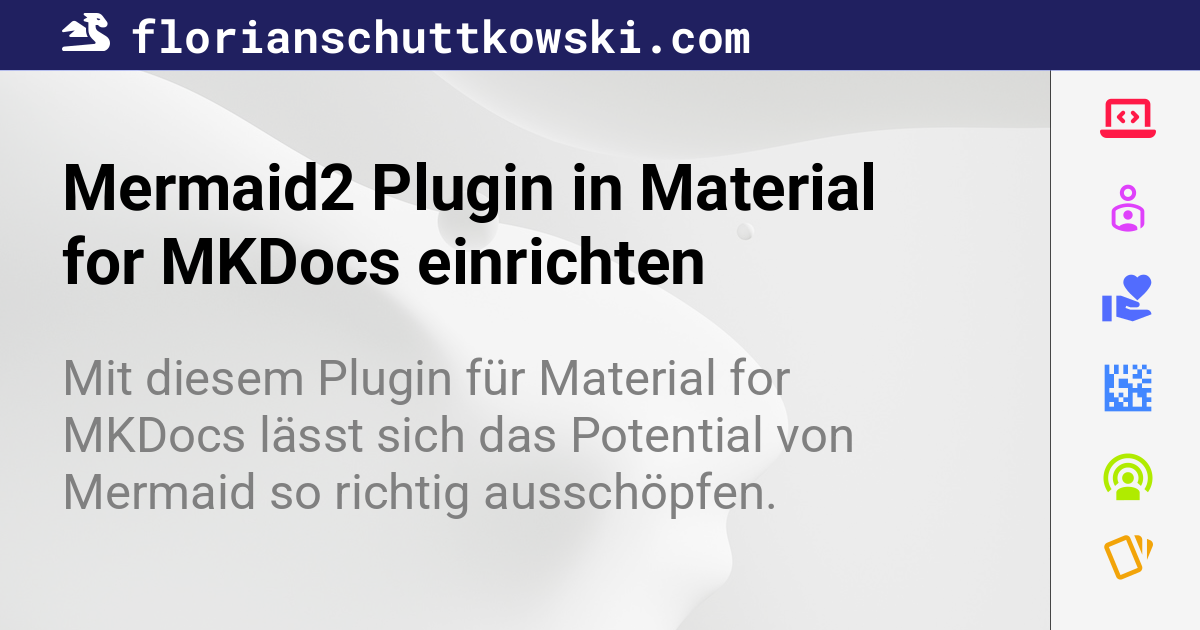 florianschuttkowski.com
Mermaid2 Plugin in Material
for MKDocs einrichten
Mit diesem Plugin für Material for
MKDocs lässt sich das Potential von
Mermaid so richtig ausschöpfen.